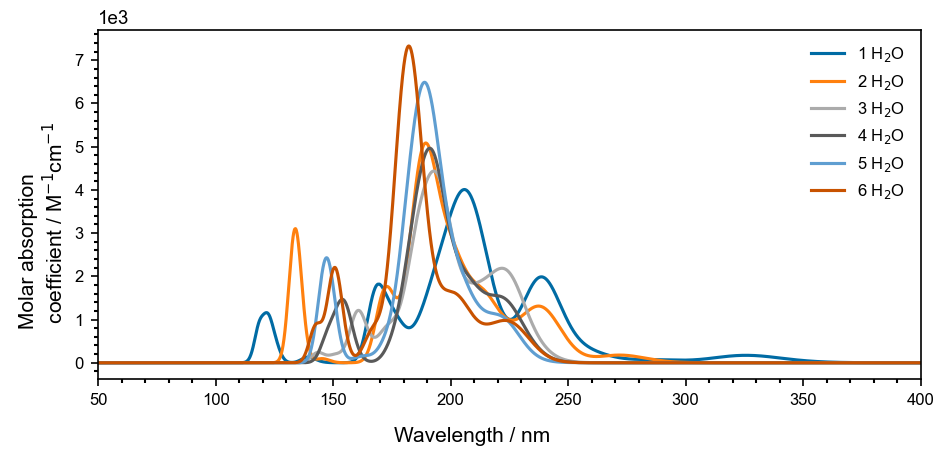 1e3
7
6
5
4
3
2
1
0
Molar absorption
coefficient / M⁻¹cm⁻¹
1 H₂O
2 H₂O
3 H₂O
4 H₂O
5 H₂O
6 H₂O
50 100 150 200 250 300 350 400
Wavelength / nm